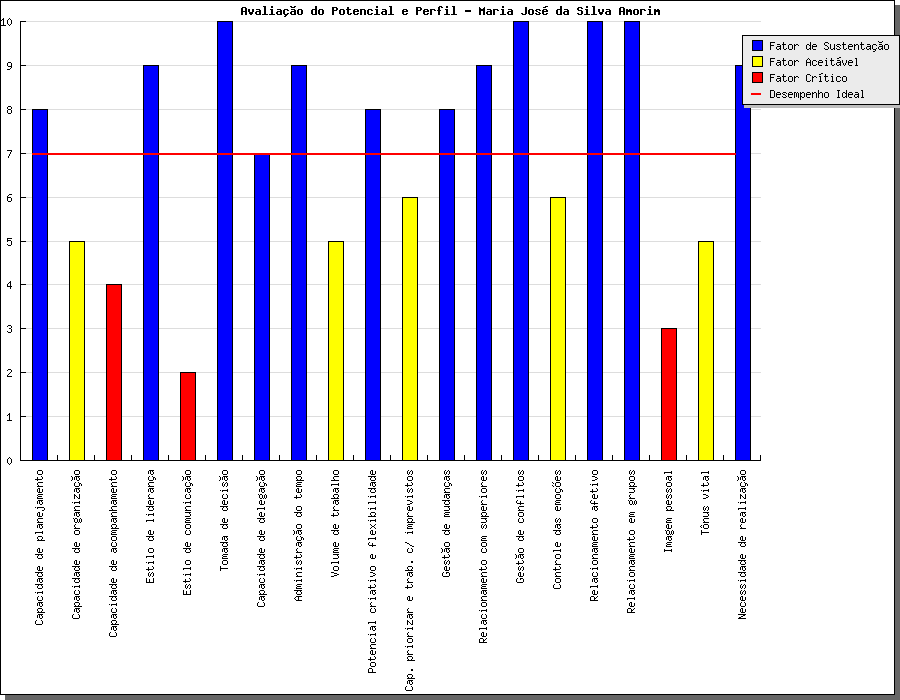 Avaliação do Potencial e Perfil - Maria José da Silva Amorim
Fator de Sustentação
Fator Aceitável
Fator Crítico
Desempenho Ideal
10
9
8
7
6
5
4
3
2
1
0
Capacidade de planejamento
Capacidade de organização
Capacidade de acompanhamento
Estilo de liderança
Estilo de comunicação
Tomada de decisão
Capacidade de delegação
Administração do tempo
Volume de trabalho
Potencial criativo e flexibilidade
Cap. priorizar e trab. c/ imprevistos
Gestão de mudanças
Relacionamento com superiores
Gestão de conflitos
Controle das emoções
Relacionamento afetivo
Relacionamento em grupos
Imagem pessoal
Tônus vital
Necessidade de realização